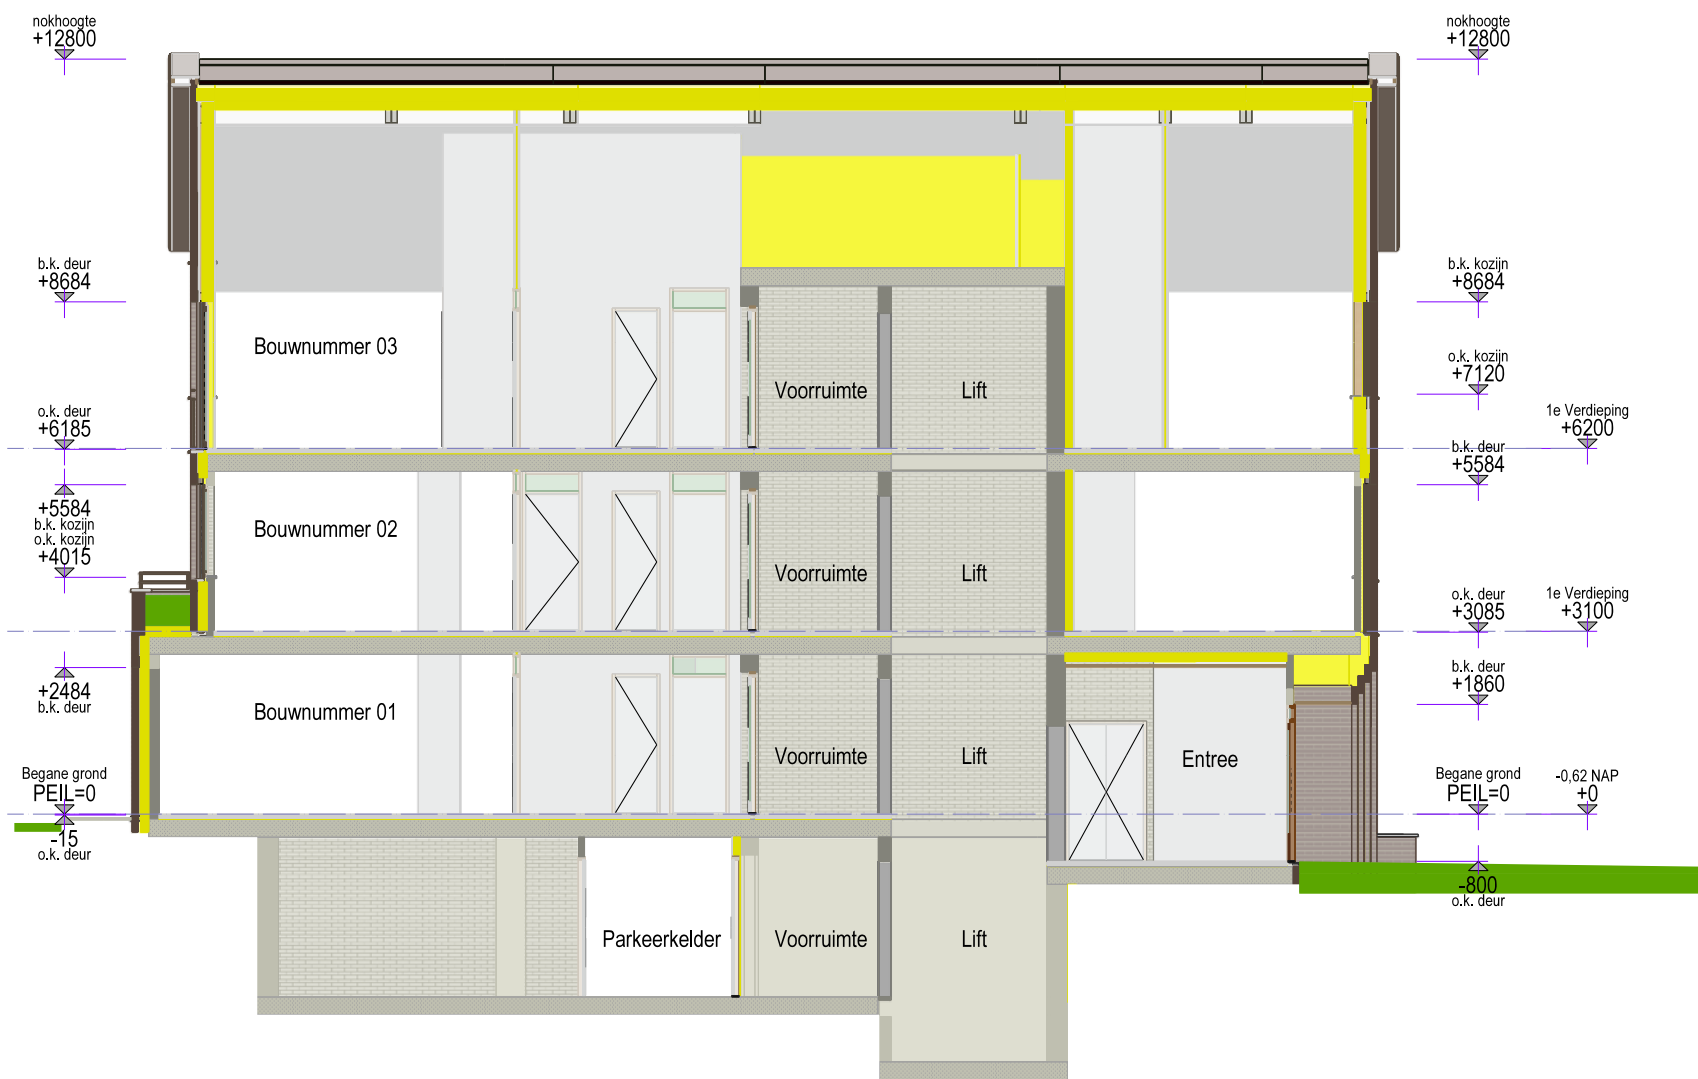 nokhoogte
+12800
nokhoogte
+12800
b.k. deur
+8684
b.k. kozijn
+8684
Bouwnummer 03
Voorruimte
Lift
o.k. kozijn
+7120
o.k. deur
+6185
1e Verdieping
+6200
b.k. deur
+5584
+5584
b.k. kozijn
o.k. kozijn
+4015
Bouwnummer 02
Voorruimte
Lift
o.k. deur
+3085
1e Verdieping
+3100
+2484
b.k. deur
b.k. deur
+1860
Bouwnummer 01
Voorruimte
Lift
Entree
Begane grond
PEIL=0
-15
o.k. deur
Begane grond
PEIL=0
-0,62 NAP
+0
-800
o.k. deur
Parkeerkelder
Voorruimte
Lift